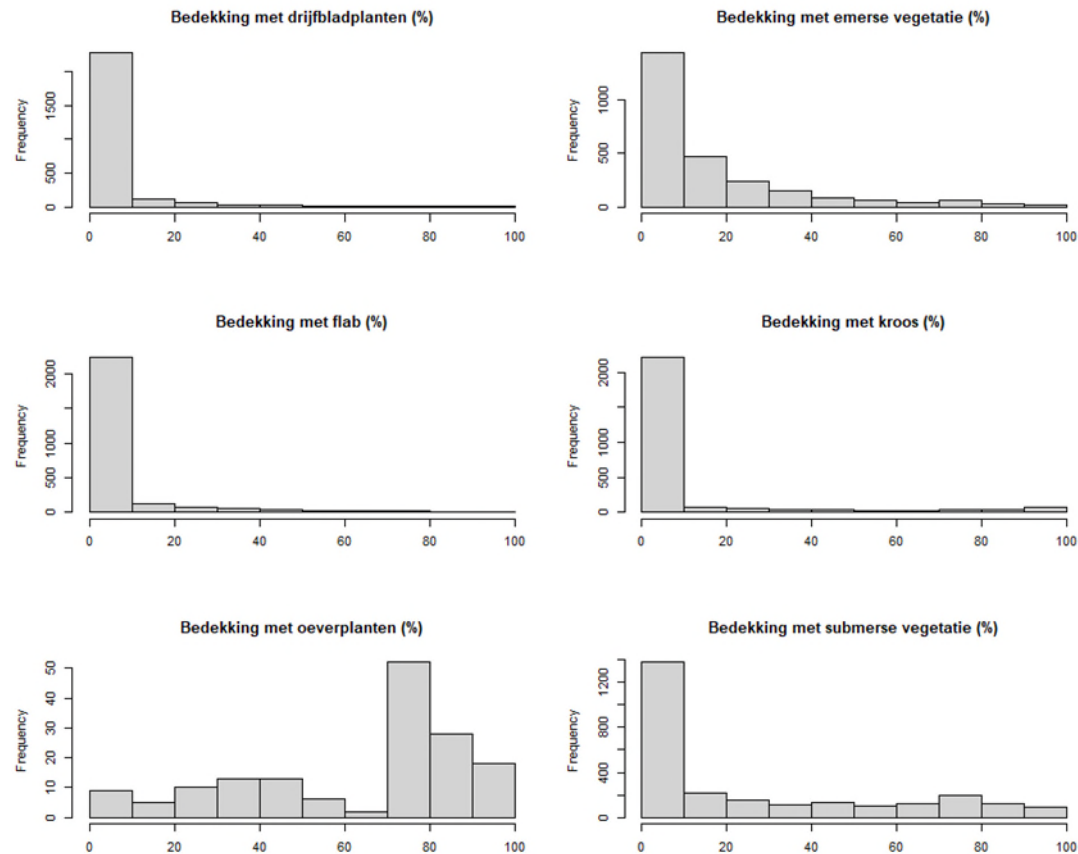 Bedekking met drijfbladplanten (%)
Frequency
0 500 1500
0 20 40 60 80 100
Bedekking met emerse vegetatie (%)
Frequency
0 500 1000
0 20 40 60 80 100
Bedekking met flab (%)
Frequency
0 500 1000 2000
0 20 40 60 80 100
Bedekking met kroos (%)
Frequency
0 500 1000 2000
0 20 40 60 80 100
Bedekking met oeverplanten (%)
Frequency
0 10 20 30 40 50
0 20 40 60 80 100
Bedekking met submerse vegetatie (%)
Frequency
0 400 800 1200
0 20 40 60 80 100